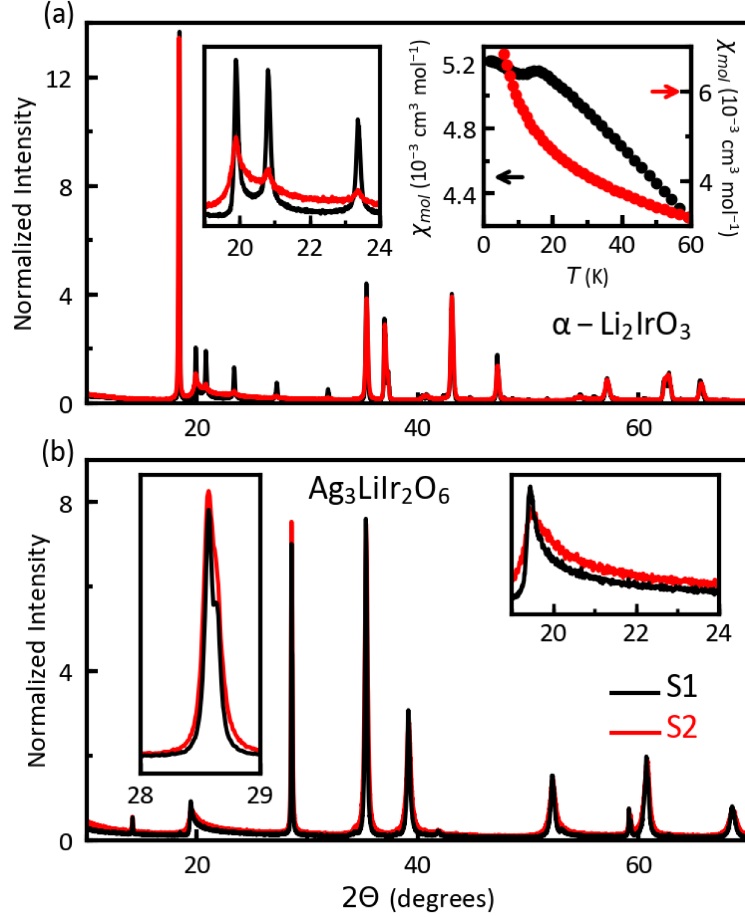 (a)
Normalized Intensity
12
8
4
0
20
40
60
20
22
24
χmol (10⁻³ cm³ mol⁻¹)
5.2
4.8
4.4
6
4
χmol (10⁻³ cm³ mol⁻¹)
0
20
40
60
T (K)
α – Li₂IrO₃
(b)
Normalized Intensity
8
4
0
28
29
Ag₃LiIr₂O₆
20
22
24
S1
S2
20
40
60
2Θ (degrees)